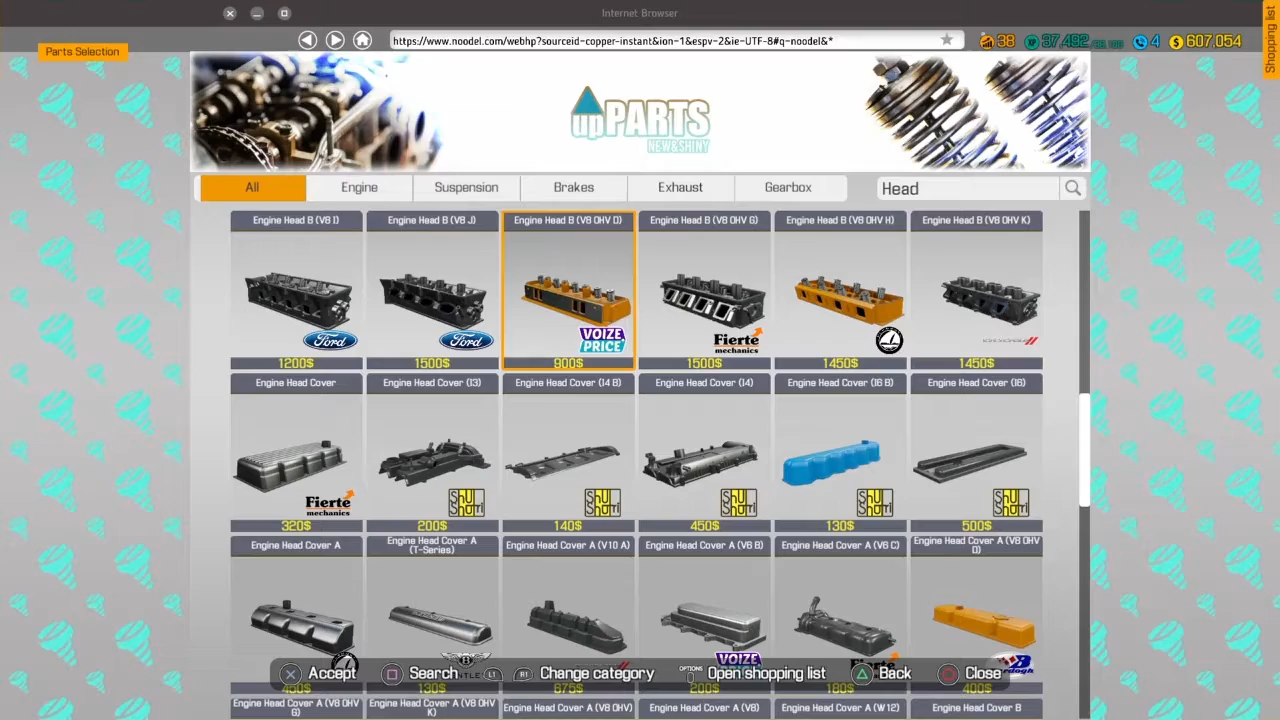 Internet Browser
Shopping list
Parts Selection
https://www.noodel.com/webhp?sourceid-copper-instant&ion-1&espv-2&ie-UTF-8#q-noodel&*
38
37,492
4
607,054
upPARTS
NEW&SHINY
All
Engine
Suspension
Brakes
Exhaust
Gearbox
Head
Engine Head B (V8 I)
Engine Head B (V8 J)
Engine Head B (V8 OHV D)
Engine Head B (V8 OHV G)
Engine Head B (V8 OHV H)
Engine Head B (V8 OHV K)
Ford
Ford
VOIZE PRICE
Fierte mechanics
1200$
1500$
900$
1500$
1450$
1450$
Engine Head Cover
Engine Head Cover (I3)
Engine Head Cover (I4 B)
Engine Head Cover (I4)
Engine Head Cover (I6 B)
Engine Head Cover (I6)
Fierte mechanics
320$
200$
140$
450$
130$
500$
Engine Head Cover A
Engine Head Cover A (T-Series)
Engine Head Cover A (V10 A)
Engine Head Cover A (V6 B)
Engine Head Cover A (V6 C)
Engine Head Cover A (V8 OHV D)
VOIZE
Accept
Search
L1
R1
Change category
OPTIONS
Open shopping list
Back
Close
130$
675$
200$
180$
400$
Engine Head Cover A (V8 OHV G)
Engine Head Cover A (V8 OHV K)
Engine Head Cover A (V8 OHV)
Engine Head Cover A (V8)
Engine Head Cover A (W12)
Engine Head Cover B